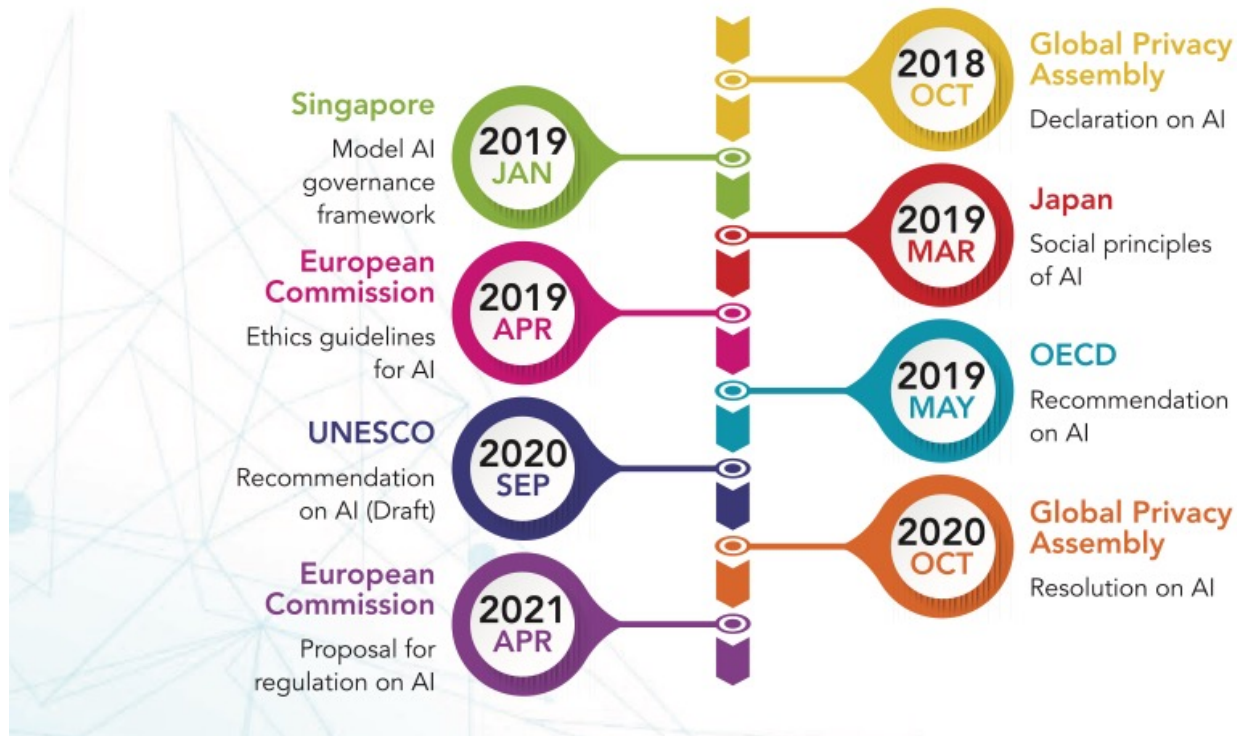 2018
OCT
Global Privacy
Assembly
Declaration on AI
Singapore
Model AI
governance
framework
2019
JAN
2019
MAR
Japan
Social principles
of AI
European
Commission
Ethics guidelines
for AI
2019
APR
2019
MAY
OECD
Recommendation
on AI
UNESCO
Recommendation
on AI (Draft)
2020
SEP
2020
OCT
Global Privacy
Assembly
Resolution on AI
European
Commission
Proposal for
regulation on AI
2021
APR